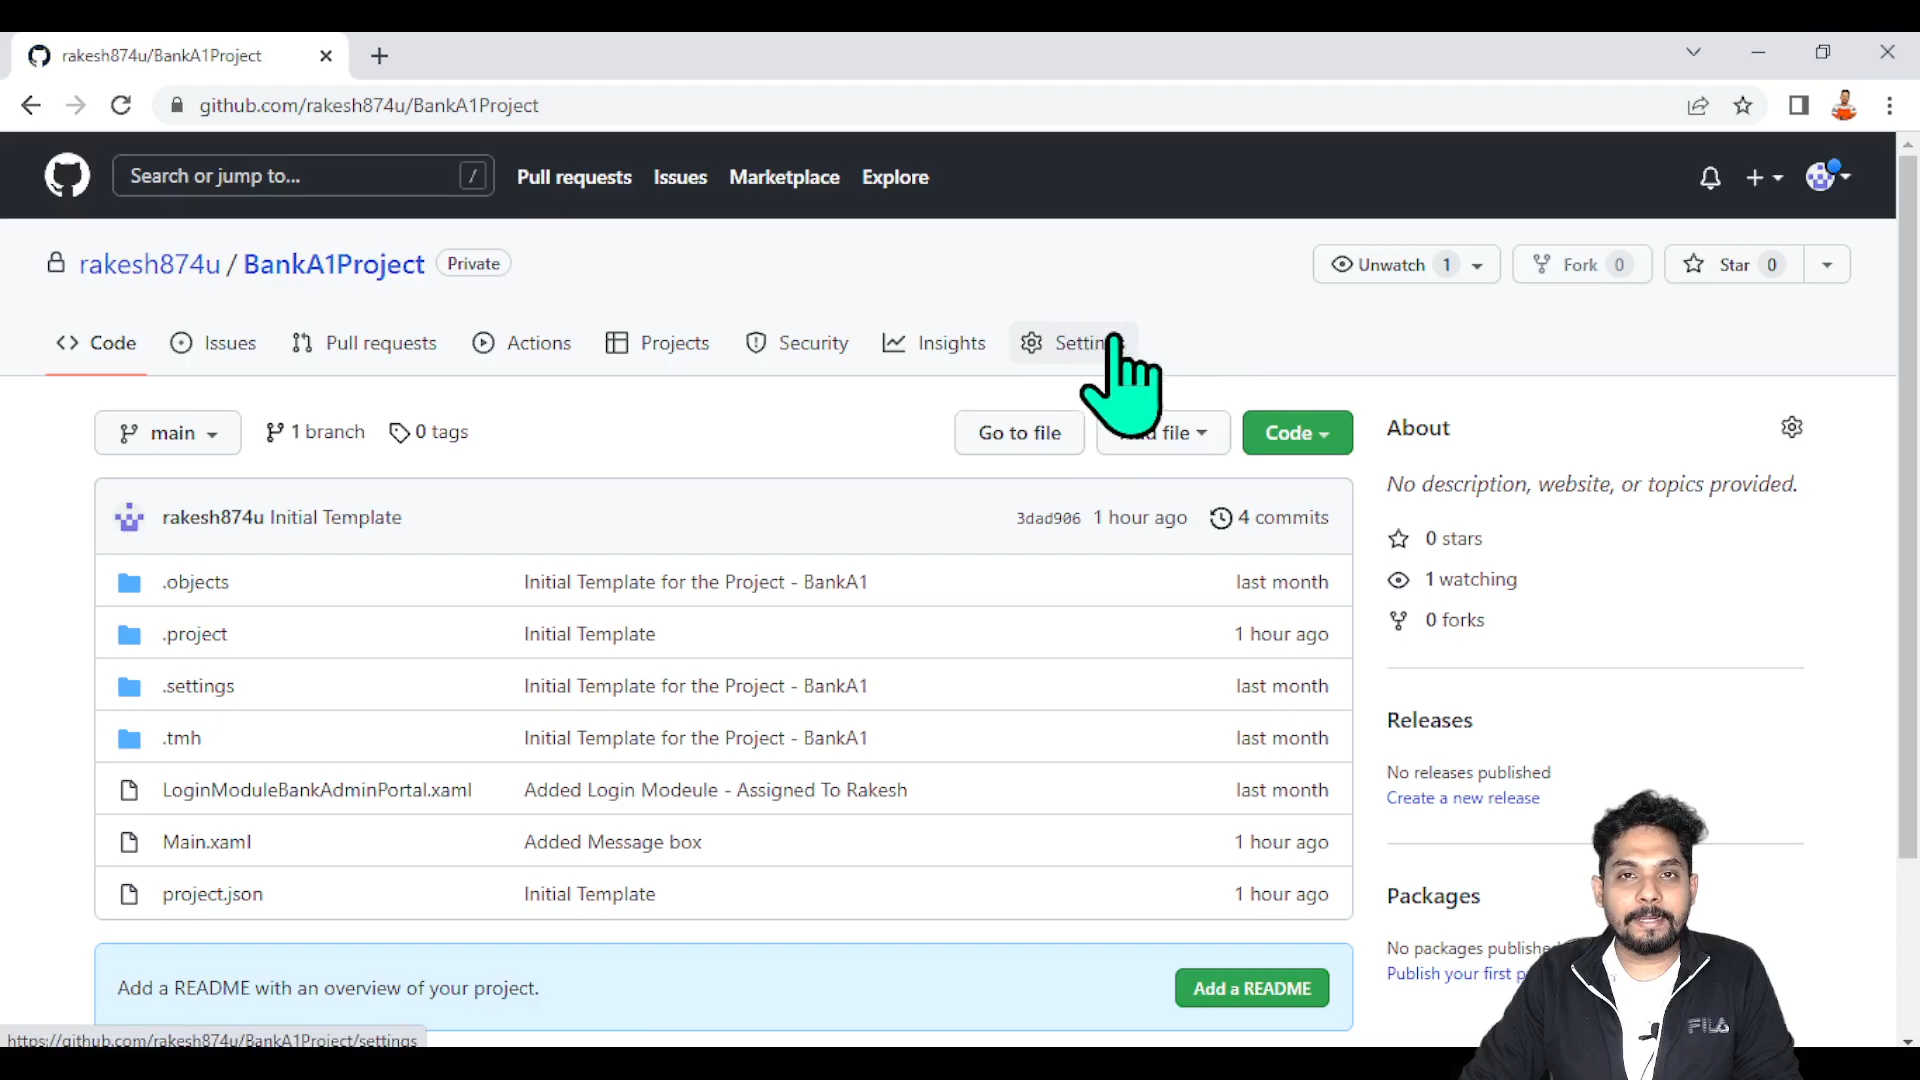 rakesh874u/BankA1Project
github.com/rakesh874u/BankA1Project
Search or jump to... /
Pull requests Issues Marketplace Explore
rakesh874u / BankA1Project Private
Unwatch 1 Fork 0 Star 0
Code Issues Pull requests Actions Projects Security Insights
main 1 branch 0 tags Go to file file Code
About
No description, website, or topics provided.
rakesh874u Initial Template 3dad906 1 hour ago 4 commits
0 stars
1 watching
0 forks
.objects Initial Template for the Project - BankA1 last month
.project Initial Template 1 hour ago
.settings Initial Template for the Project - BankA1 last month
.tmh Initial Template for the Project - BankA1 last month
LoginModuleBankAdminPortal.xaml Added Login Modeule - Assigned To Rakesh last month
Main.xaml Added Message box 1 hour ago
project.json Initial Template 1 hour ago
Releases
No releases published
Create a new release
Packages
No packages published
Publish your first
Add a README with an overview of your project. Add a README
https://github.com/rakesh874u/BankA1Project/settings
FILA